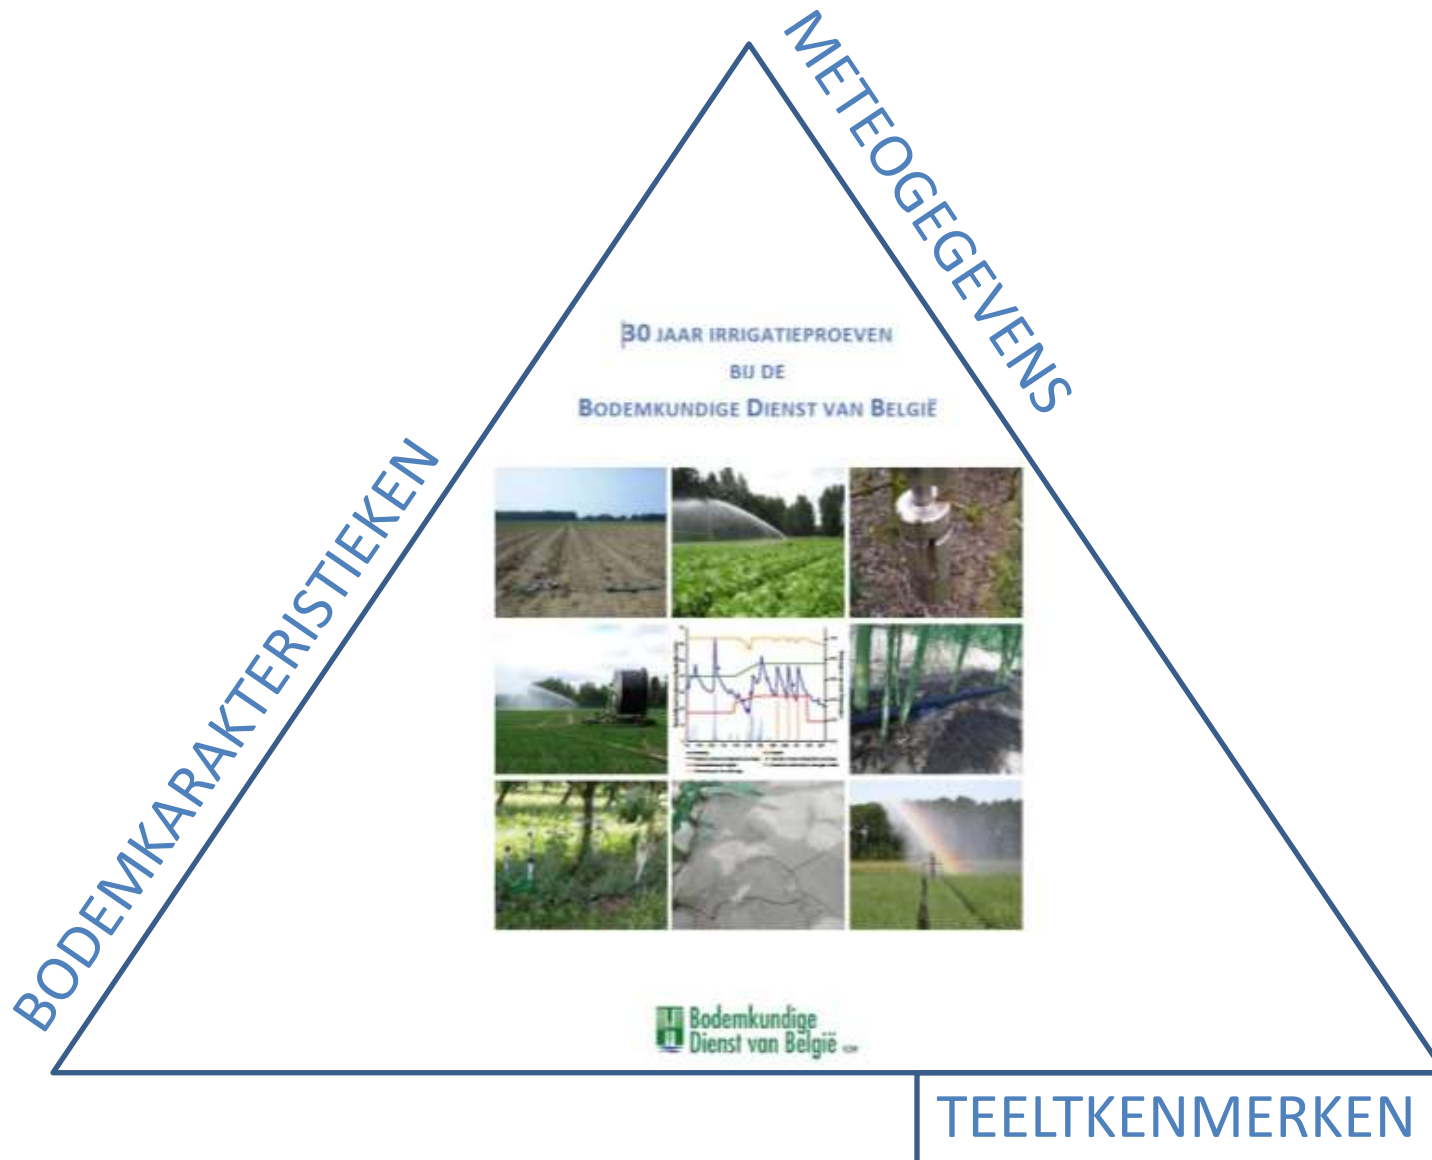 METEOGEGEVENS
30 JAAR IRRIGATIEPROEVEN
BIJ DE
BODEMKUNDIGE DIENST VAN BELGIË
BODEMKARAKTERISTIEKEN
Bodemkundige
Dienst van België
TEELTKENMERKEN